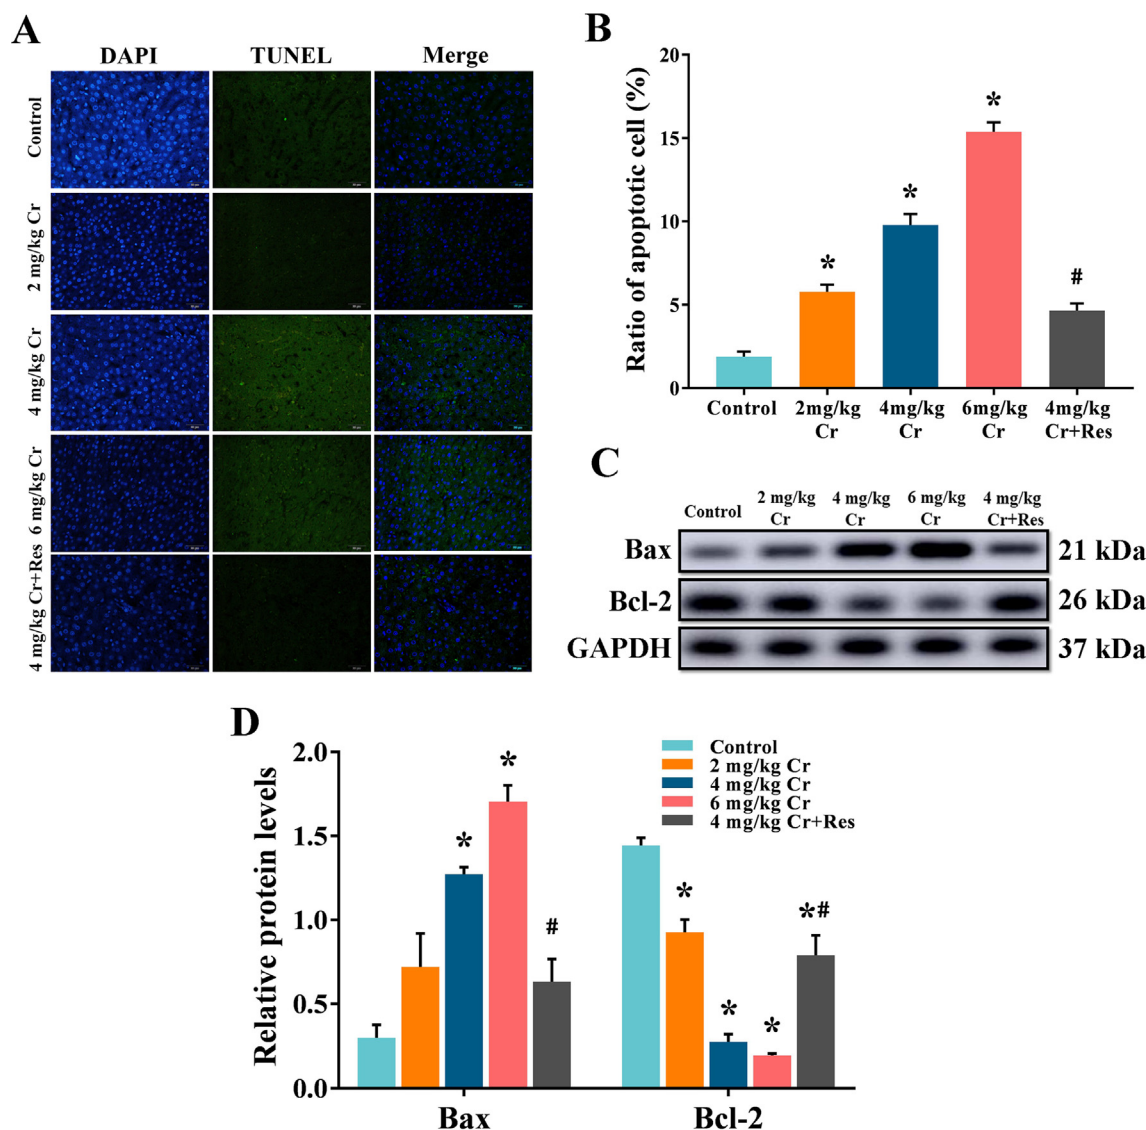 A
DAPI
TUNEL
Merge
Control
2 mg/kg Cr
4 mg/kg Cr
6 mg/kg Cr
4 mg/kg Cr+Res
B
Ratio of apoptotic cell (%)
20
15
10
5
0
*
*
*
#
Control
2mg/kg
Cr
4mg/kg
Cr
6mg/kg
Cr
4mg/kg
Cr+Res
C
Control
2 mg/kg
Cr
4 mg/kg
Cr
6 mg/kg
Cr
4 mg/kg
Cr+Res
Bax
21 kDa
Bcl-2
26 kDa
GAPDH
37 kDa
D
Relative protein levels
2.0
1.5
1.0
0.5
0.0
Control
2 mg/kg Cr
4 mg/kg Cr
6 mg/kg Cr
4 mg/kg Cr+Res
*
*
#
*
*
*
*#
Bax
Bcl-2